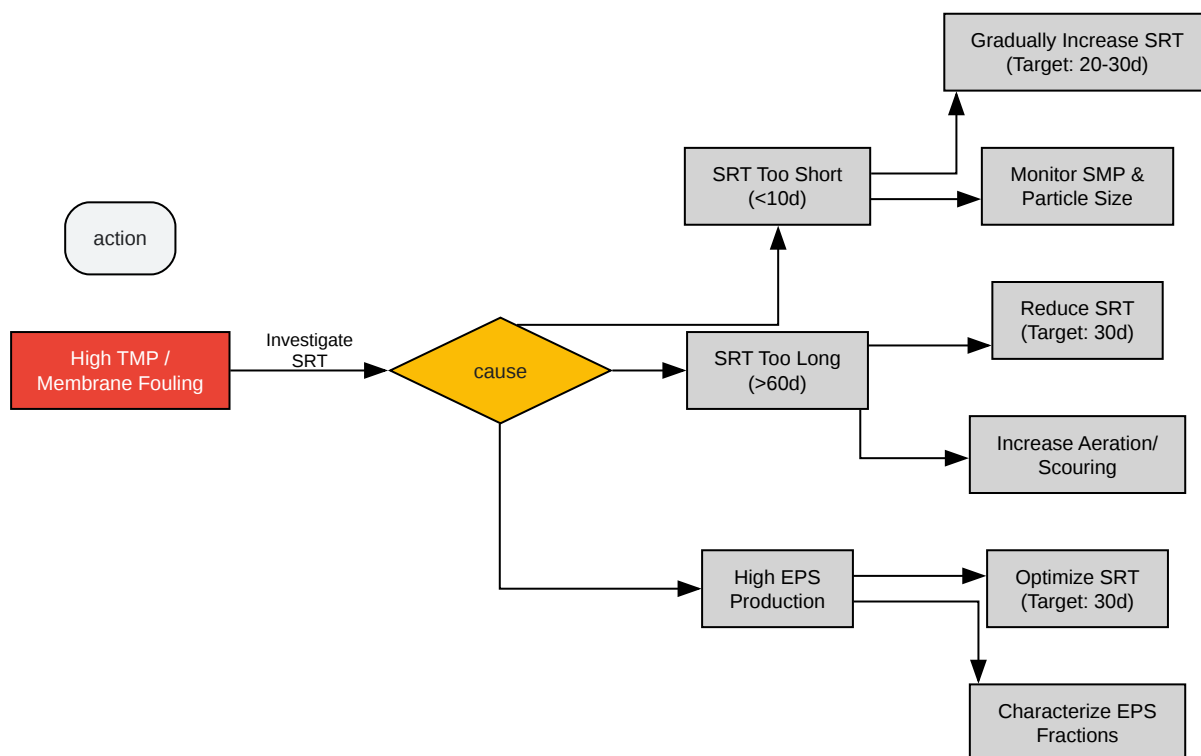 Gradually Increase SRT
(Target: 20-30d)
SRT Too Short
(<10d)
Monitor SMP &
Particle Size
action
Reduce SRT
(Target: 30d)
High TMP /
Membrane Fouling
Investigate
SRT
cause
SRT Too Long
(>60d)
Increase Aeration/
Scouring
High EPS
Production
Optimize SRT
(Target: 30d)
Characterize EPS
Fractions